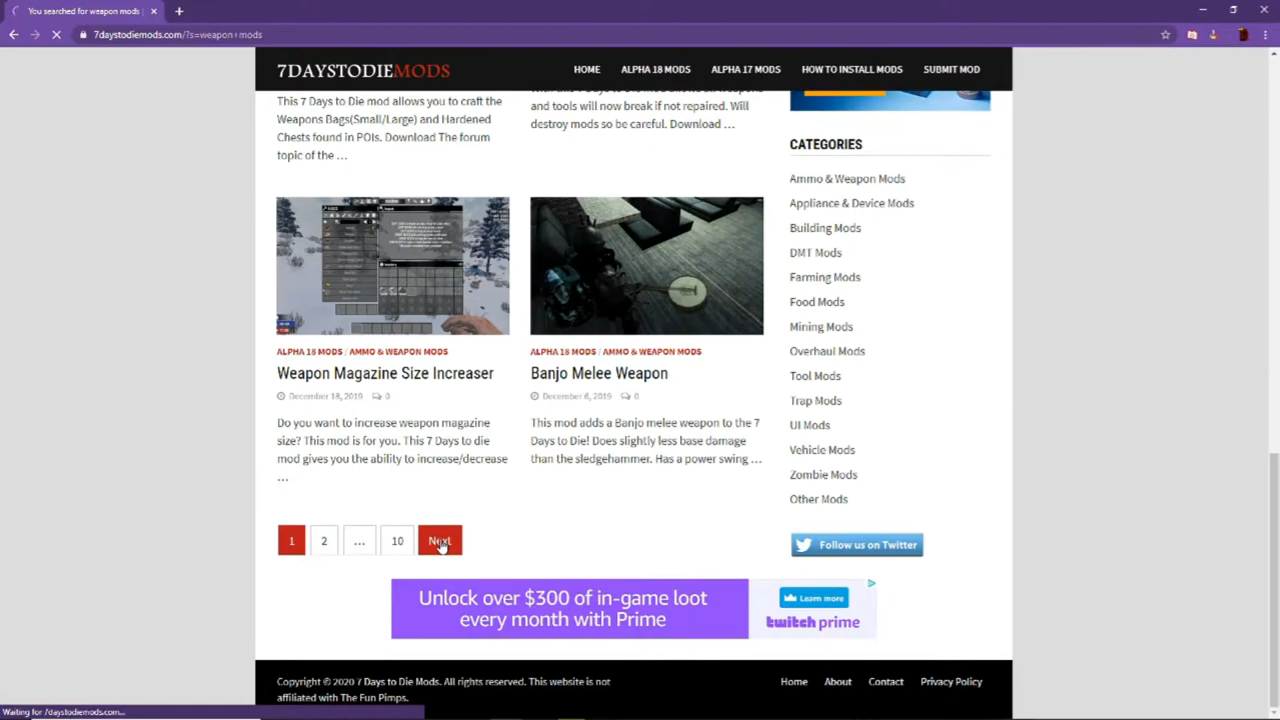 You searched for weapon mods
7daystodiemods.com/?s=weapon+mods
7DAYSTODIEMODS
HOME
ALPHA 18 MODS
ALPHA 17 MODS
HOW TO INSTALL MODS
SUBMIT MOD
This 7 Days to Die mod allows you to craft the
Weapons Bags(Small/Large) and Hardened
Chests found in POIs. Download The forum
topic of the …
and tools will now break if not repaired. Will
destroy mods so be careful. Download …
ALPHA 18 MODS / AMMO & WEAPON MODS
Weapon Magazine Size Increaser
December 18, 2019 0
Do you want to increase weapon magazine
size? This mod is for you. This 7 Days to die
mod gives you the ability to increase/decrease
…
ALPHA 18 MODS / AMMO & WEAPON MODS
Banjo Melee Weapon
December 6, 2019 0
This mod adds a Banjo melee weapon to the 7
Days to Die! Does slightly less base damage
than the sledgehammer. Has a power swing …
1 2 … 10 Next
CATEGORIES
Ammo & Weapon Mods
Appliance & Device Mods
Building Mods
DMT Mods
Farming Mods
Food Mods
Mining Mods
Overhaul Mods
Tool Mods
Trap Mods
UI Mods
Vehicle Mods
Zombie Mods
Other Mods
Follow us on Twitter
Unlock over $300 of in-game loot
every month with Prime
Learn more
twitch prime
Copyright © 2020 7 Days to Die Mods. All rights reserved. This website is not
affiliated with The Fun Pimps.
Home
About
Contact
Privacy Policy
Waiting for 7daystodiemods.com...